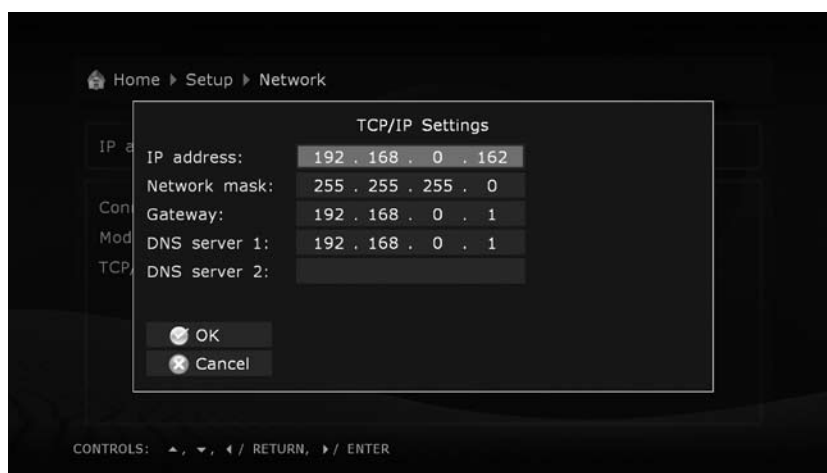 Home ▸ Setup ▸ Network
TCP/IP Settings
IP a
IP address: 192 . 168 . 0 . 162
Network mask: 255 . 255 . 255 . 0
Con
Gateway: 192 . 168 . 0 . 1
Mod
DNS server 1: 192 . 168 . 0 . 1
TCP/
DNS server 2:
OK
Cancel
CONTROLS: ▲, ▼, ◀/ RETURN, ▶/ ENTER